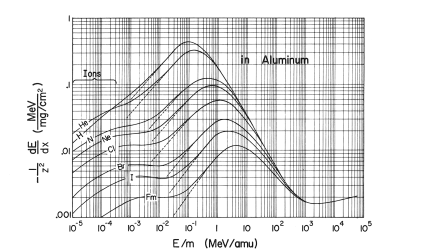 1
.1
.01
.001
Ions
in Aluminum
He
H
N
Ne
Cl
Br
I
Fm
-1/z² dE/dx (MeV/mg/cm²)
10⁻⁵ 10⁻⁴ 10⁻³ 10⁻² 10⁻¹ 1 10 10² 10³ 10⁴ 10⁵
E/m (MeV/amu)